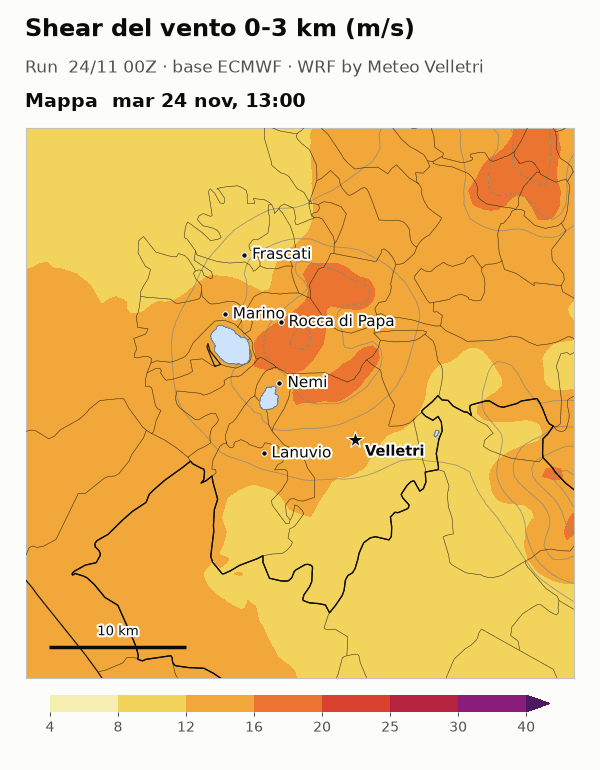 Shear del vento 0-3 km (m/s)
Run  24/11 00Z · base ECMWF · WRF by Meteo Velletri
Mappa  mar 24 nov, 13:00
Frascati
Marino
Rocca di Papa
Nemi
Velletri
Lanuvio
10 km
4 8 12 16 20 25 30 40